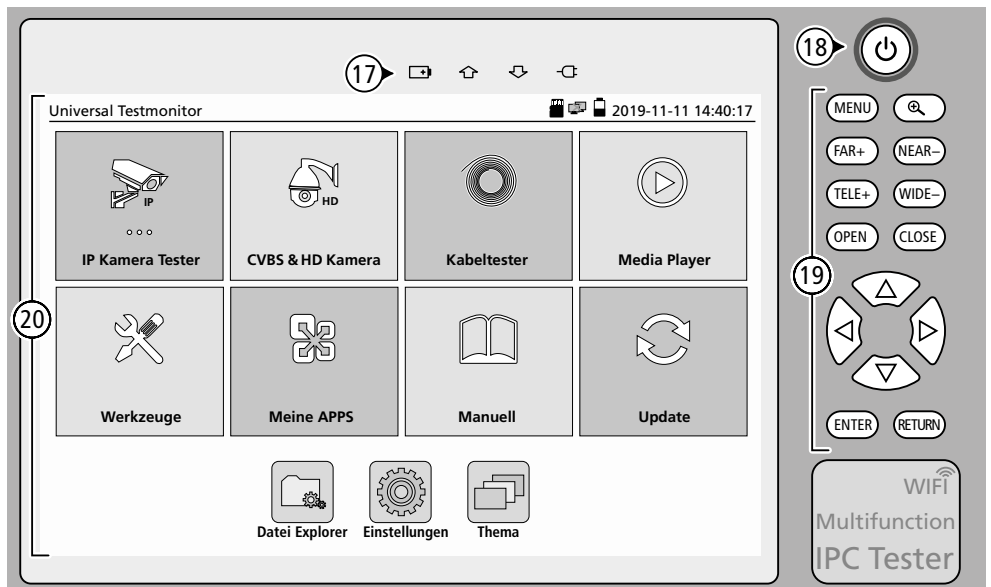 17
18
Universal Testmonitor 2019-11-11 14:40:17
IP
HD
IP Kamera Tester CVBS & HD Kamera Kabeltester Media Player
Werkzeuge Meine APPS Manuell Update
Datei Explorer Einstellungen Thema
20
MENU
FAR+ NEAR–
TELE+ WIDE–
OPEN CLOSE
19
ENTER RETURN
WIFI
Multifunction
IPC Tester